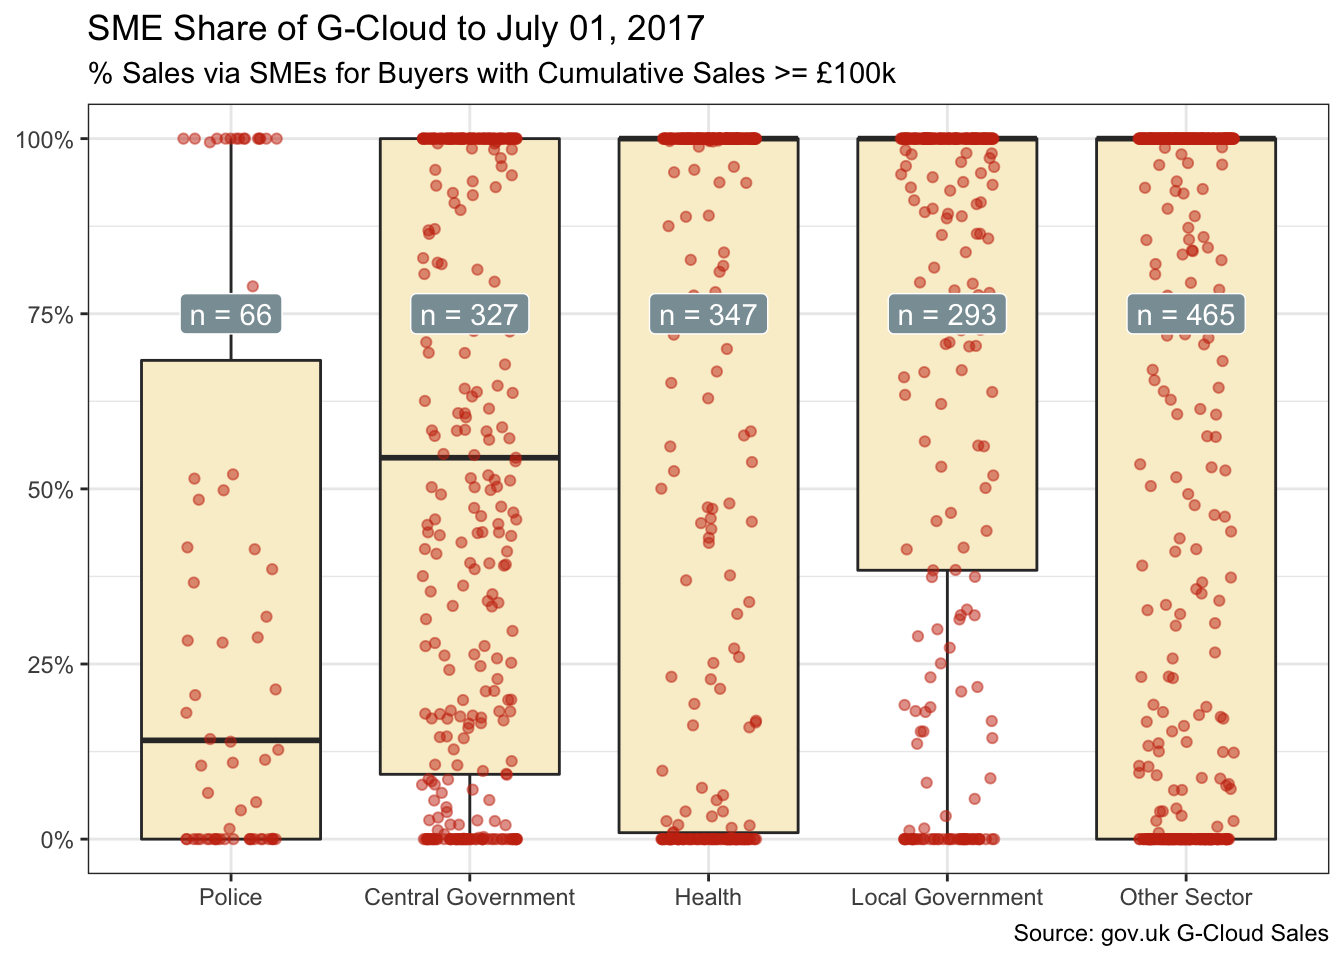 SME Share of G-Cloud to July 01, 2017
% Sales via SMEs for Buyers with Cumulative Sales >= £100k
100%
75%
50%
25%
0%
n = 66
n = 327
n = 347
n = 293
n = 465
Police
Central Government
Health
Local Government
Other Sector
Source: gov.uk G-Cloud Sales